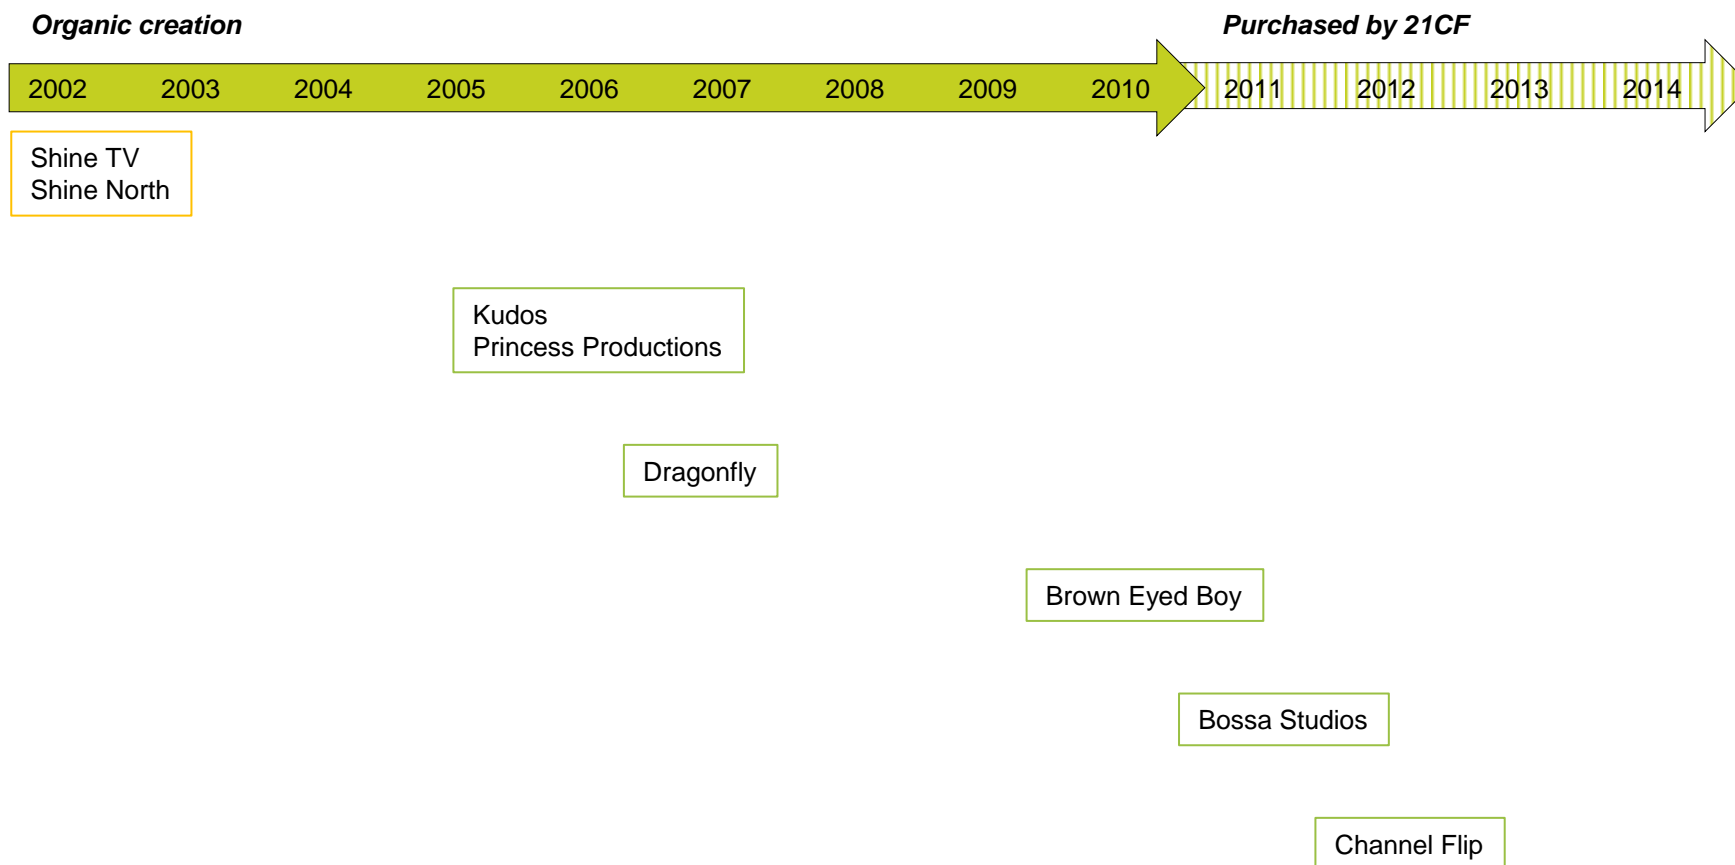 Organic creation
Purchased by 21CF
2002 2003 2004 2005 2006 2007 2008 2009 2010 2011 2012 2013 2014
Shine TV
Shine North
Kudos
Princess Productions
Dragonfly
Brown Eyed Boy
Bossa Studios
Channel Flip